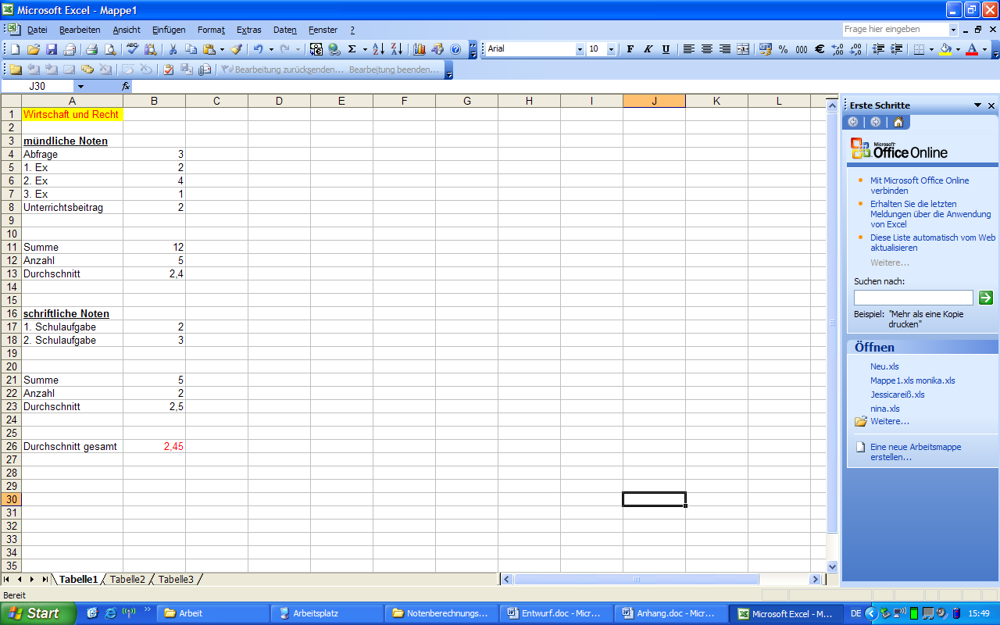 Microsoft Excel - Mappe1
Datei Bearbeiten Ansicht Einfügen Format Extras Daten Fenster ? Frage hier eingeben
Arial 10 F K U % 000 €
Bearbeitung zurücksenden... Bearbeitung beenden...
J30 fx
A B C D E F G H I J K L
1 Wirtschaft und Recht
2
3 mündliche Noten
4 Abfrage 3
5 1. Ex 2
6 2. Ex 4
7 3. Ex 1
8 Unterrichtsbeitrag 2
9
10
11 Summe 12
12 Anzahl 5
13 Durchschnitt 2,4
14
15
16 schriftliche Noten
17 1. Schulaufgabe 2
18 2. Schulaufgabe 3
19
20
21 Summe 5
22 Anzahl 2
23 Durchschnitt 2,5
24
25
26 Durchschnitt gesamt 2,45
27
28
29
30
31
32
33
34
35
Erste Schritte
Microsoft
Office Online
Mit Microsoft Office Online
verbinden
Erhalten Sie die letzten
Meldungen über die Anwendung
von Excel
Diese Liste automatisch vom Web
aktualisieren
Weitere...
Suchen nach:
Beispiel: "Mehr als eine Kopie
drucken"
Öffnen
Neu.xls
Mappe1.xls monika.xls
Jessicareiß.xls
nina.xls
Weitere...
Eine neue Arbeitsmappe
erstellen...
Tabelle1 Tabelle2 Tabelle3
Bereit
Start Arbeit Arbeitsplatz Notenberechnungs... Entwurf.doc - Micr... Anhang.doc - Micr... Microsoft Excel - M... DE 15:49